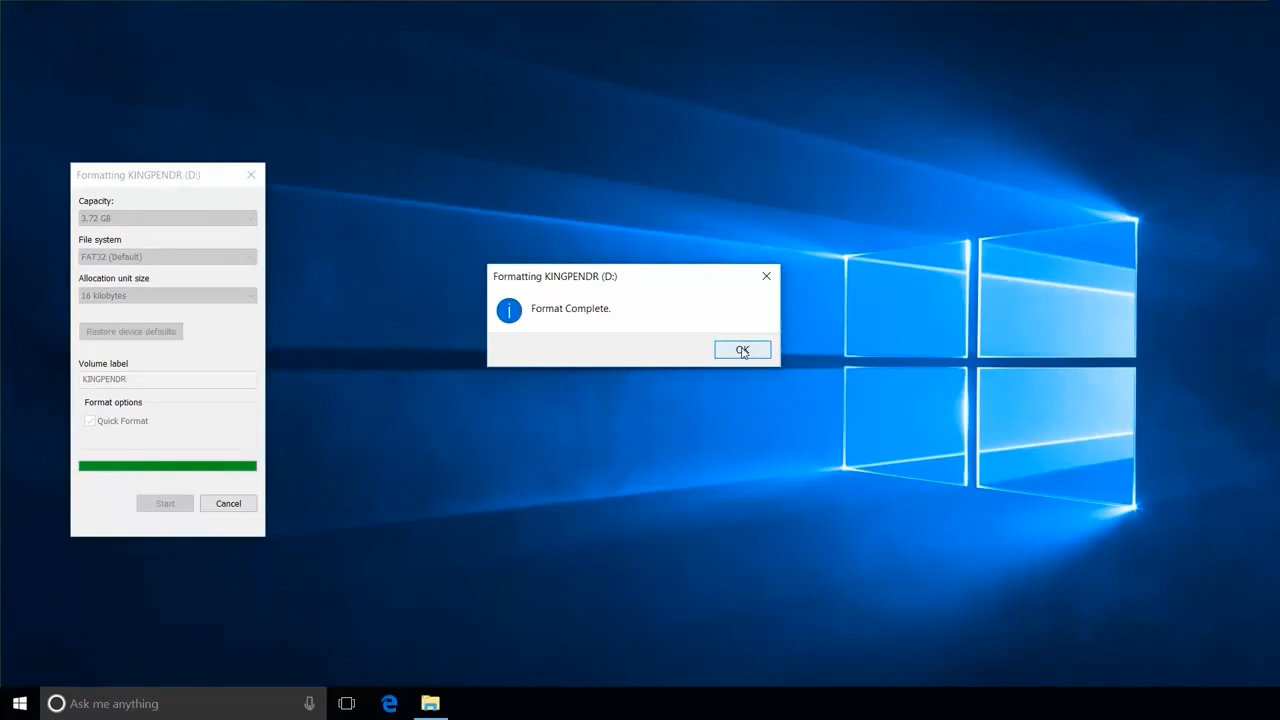 Formatting KINGPENDR (D:)
Capacity:
3.72 GB
File system
FAT32 (Default)
Allocation unit size
16 kilobytes
Restore device defaults
Volume label
KINGPENDR
Format options
Quick Format
Start
Cancel
Formatting KINGPENDR (D:)
Format Complete.
OK
Ask me anything